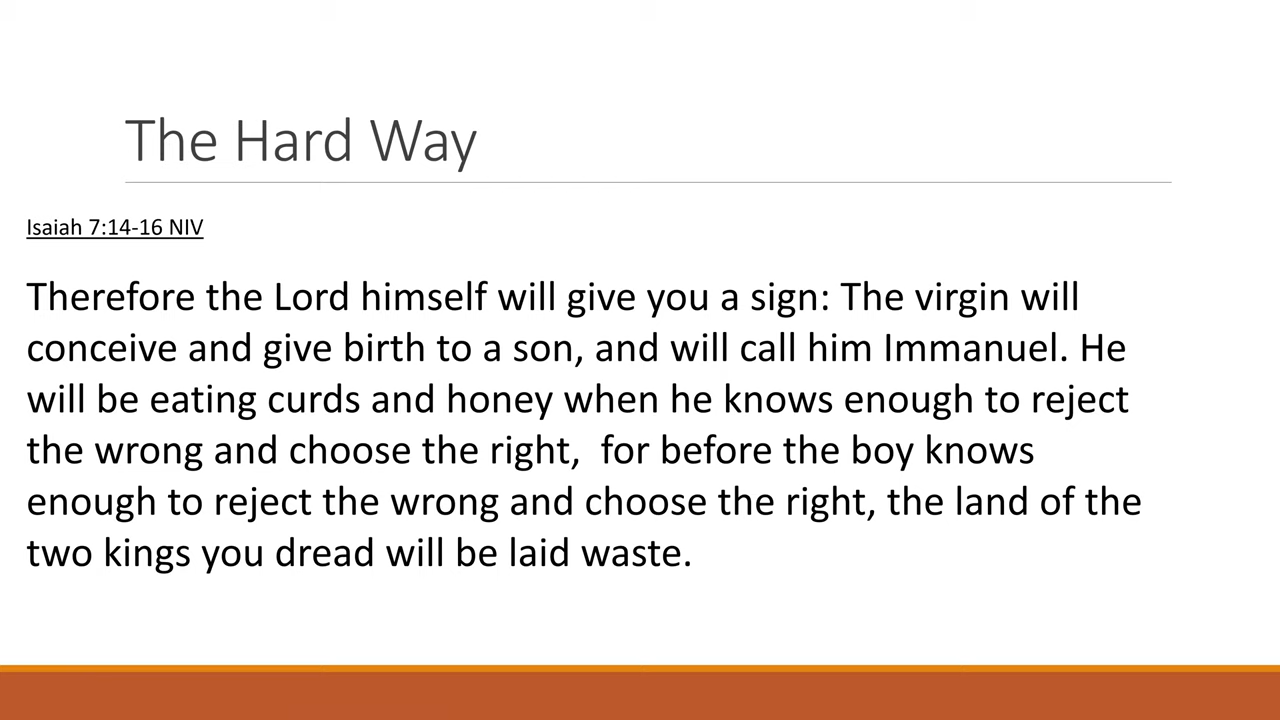 The Hard Way
Isaiah 7:14-16 NIV
Therefore the Lord himself will give you a sign: The virgin will
conceive and give birth to a son, and will call him Immanuel. He
will be eating curds and honey when he knows enough to reject
the wrong and choose the right,  for before the boy knows
enough to reject the wrong and choose the right, the land of the
two kings you dread will be laid waste.